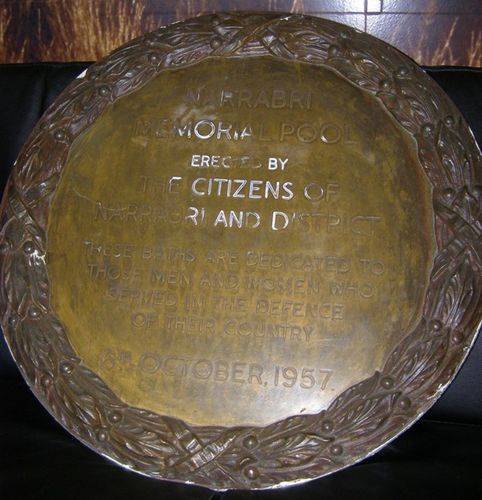 NARRABRI
MEMORIAL POOL
ERECTED BY
THE CITIZENS OF
NARRABRI AND DISTRICT
THESE BATHS ARE DEDICATED TO
THOSE MEN AND WOMEN WHO
SERVED IN THE DEFENCE
OF THEIR COUNTRY
OCTOBER, 1957.